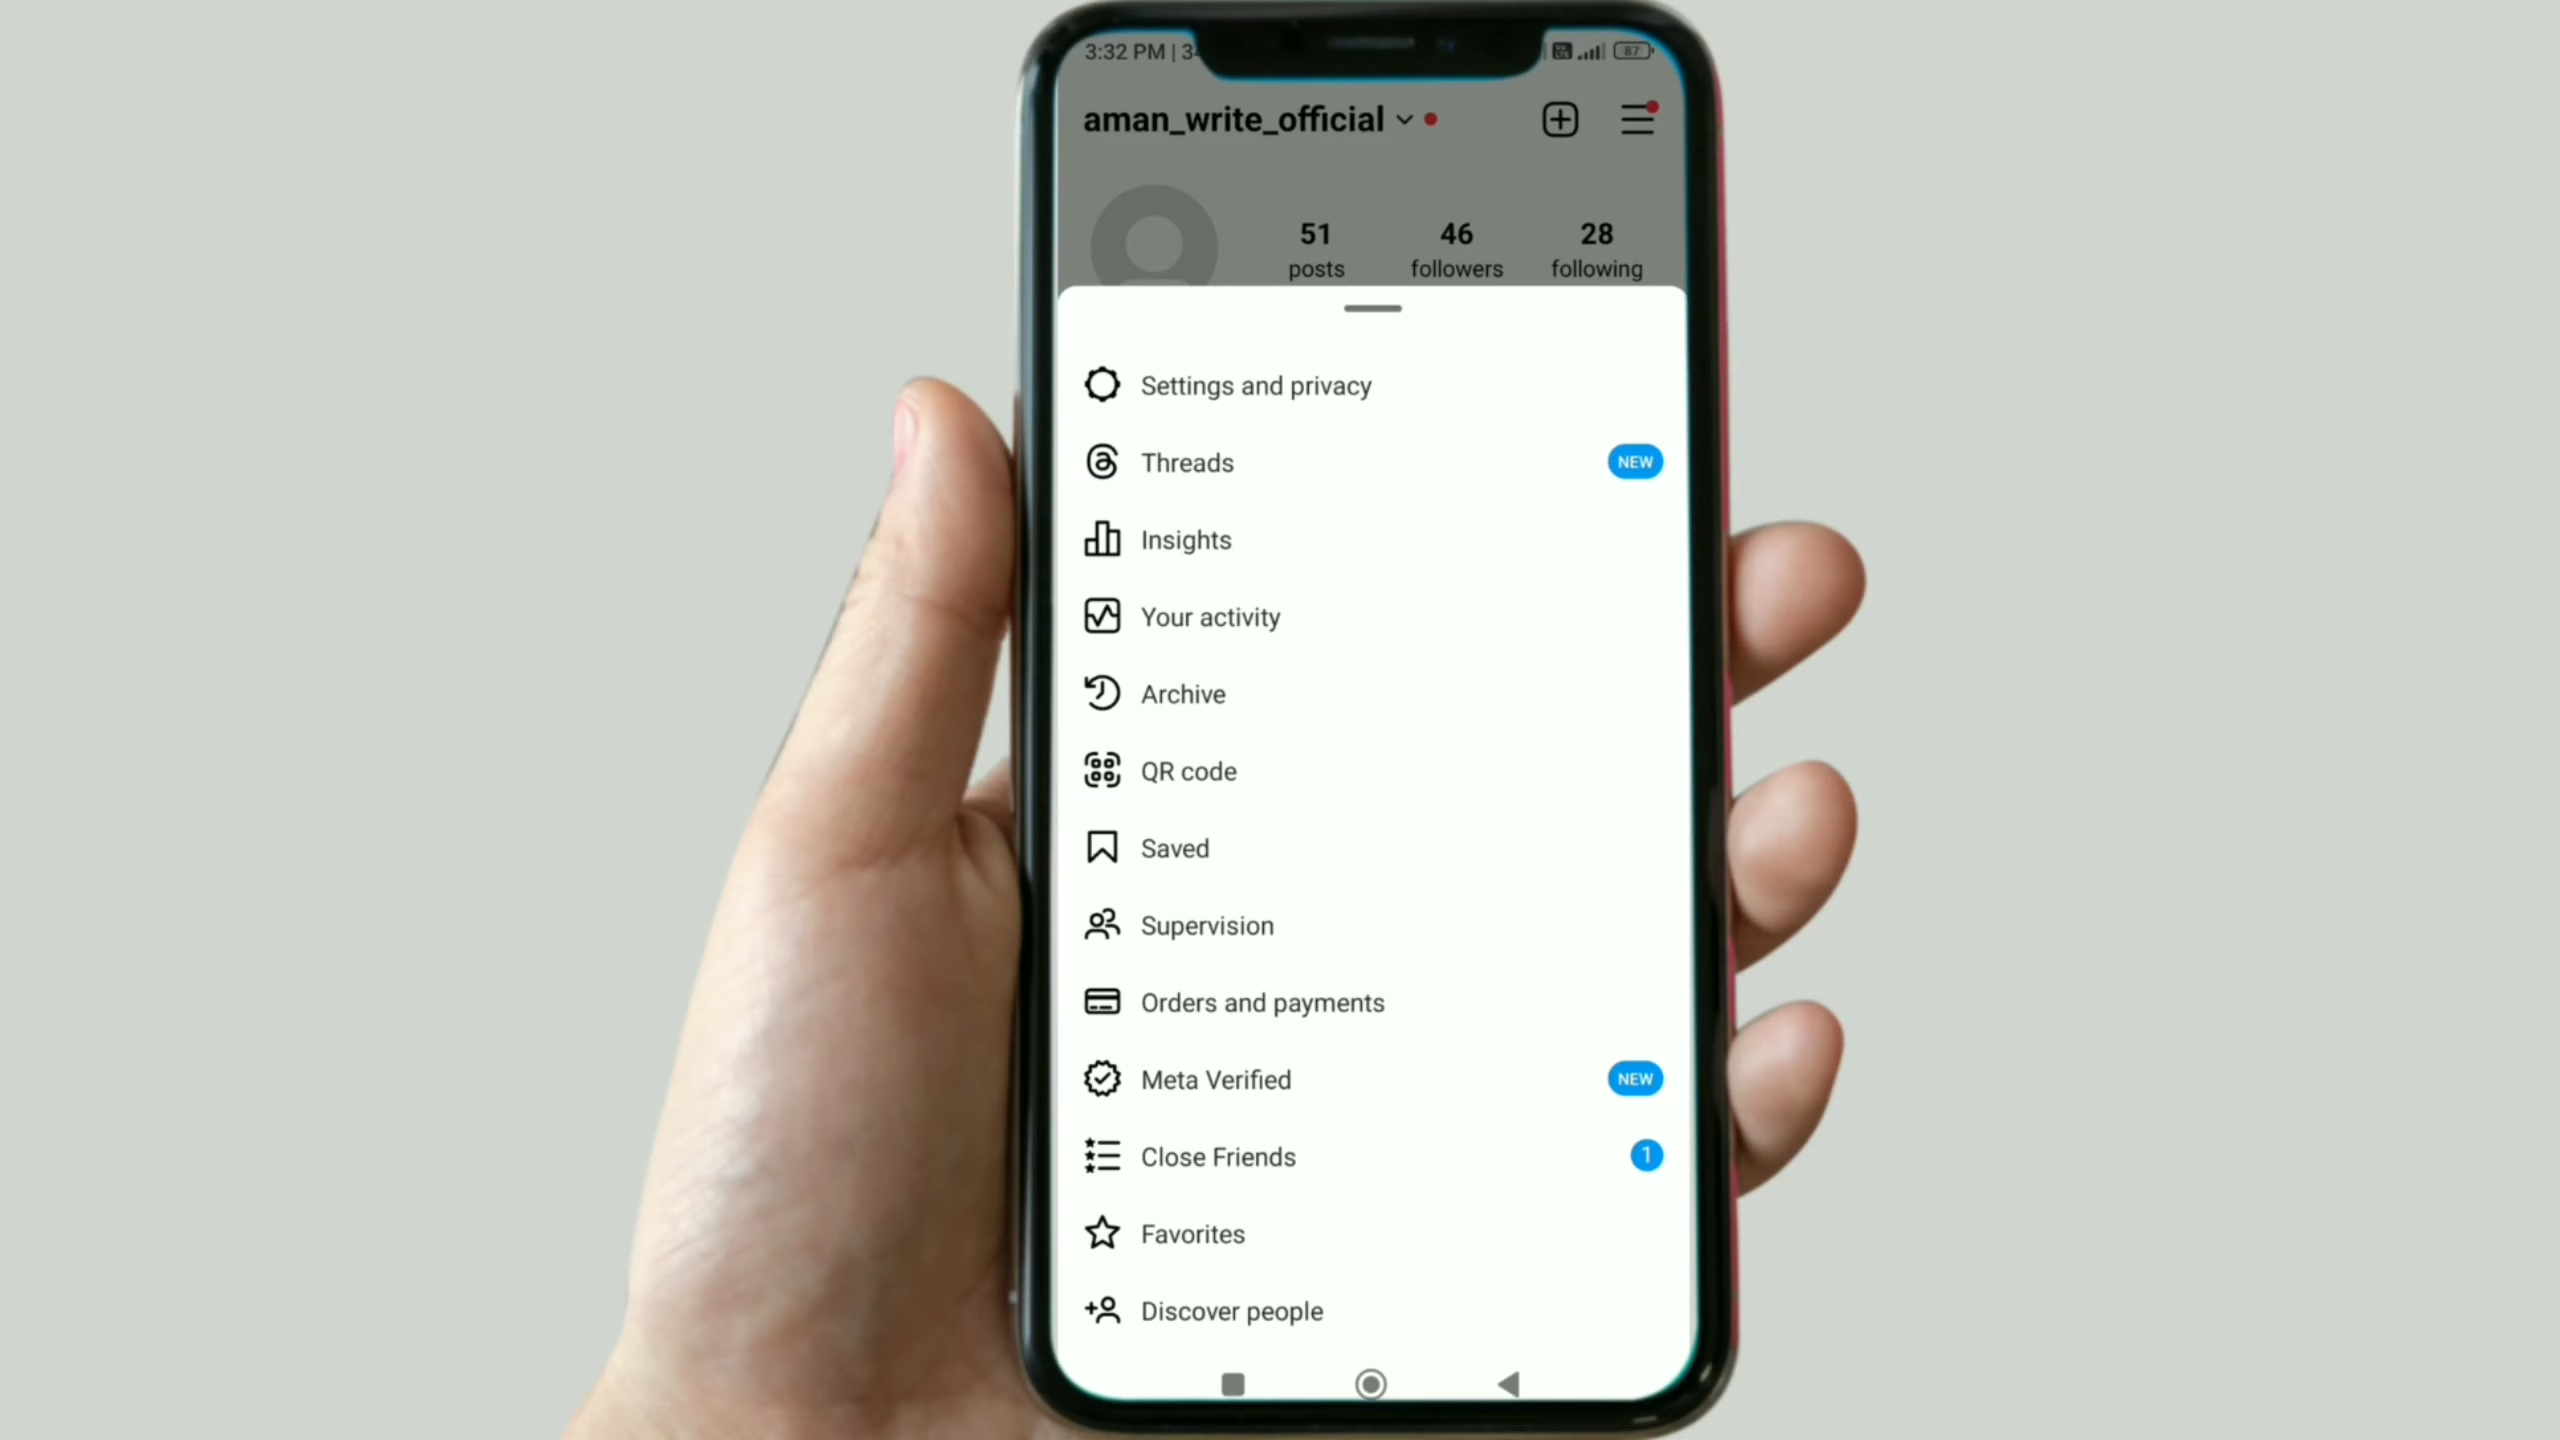 3:32 PM | 3
87
aman_write_official
51
46
28
posts
followers
following
Settings and privacy
Threads
NEW
Insights
Your activity
Archive
QR code
Saved
Supervision
Orders and payments
Meta Verified
NEW
Close Friends
1
Favorites
Discover people